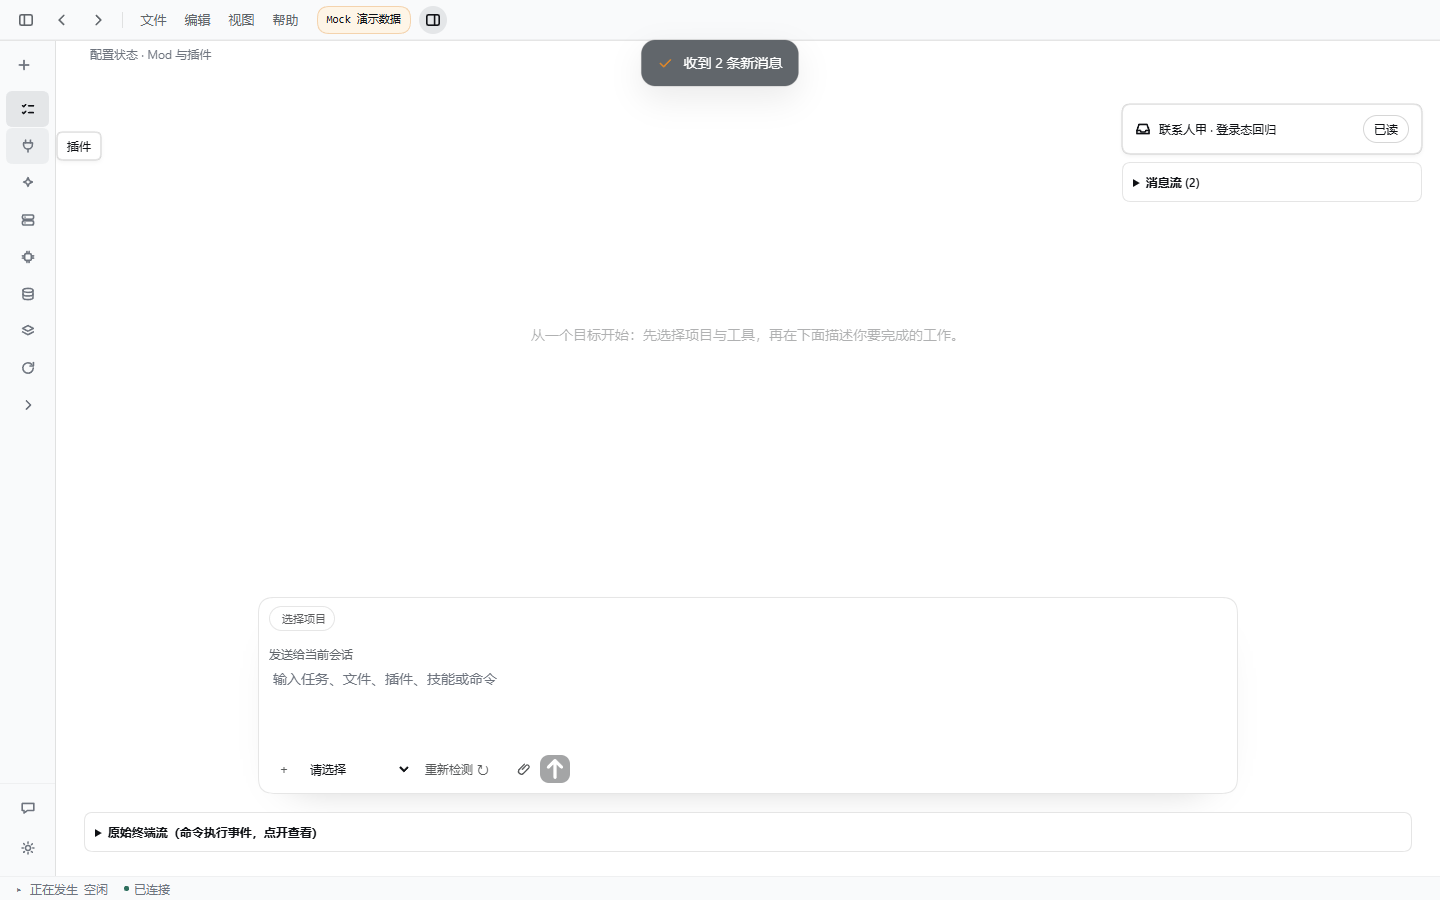 文件 编辑 视图 帮助 Mock 演示数据
配置状态 · Mod 与插件
收到 2 条新消息
联系人甲 · 登录态回归 已读
插件
消息流 (2)
从一个目标开始：先选择项目与工具，再在下面描述你要完成的工作。
选择项目
发送给当前会话
输入任务、文件、插件、技能或命令
+ 请选择 重新检测 ↻
原始终端流（命令执行事件，点开查看）
正在发生 空闲 已连接